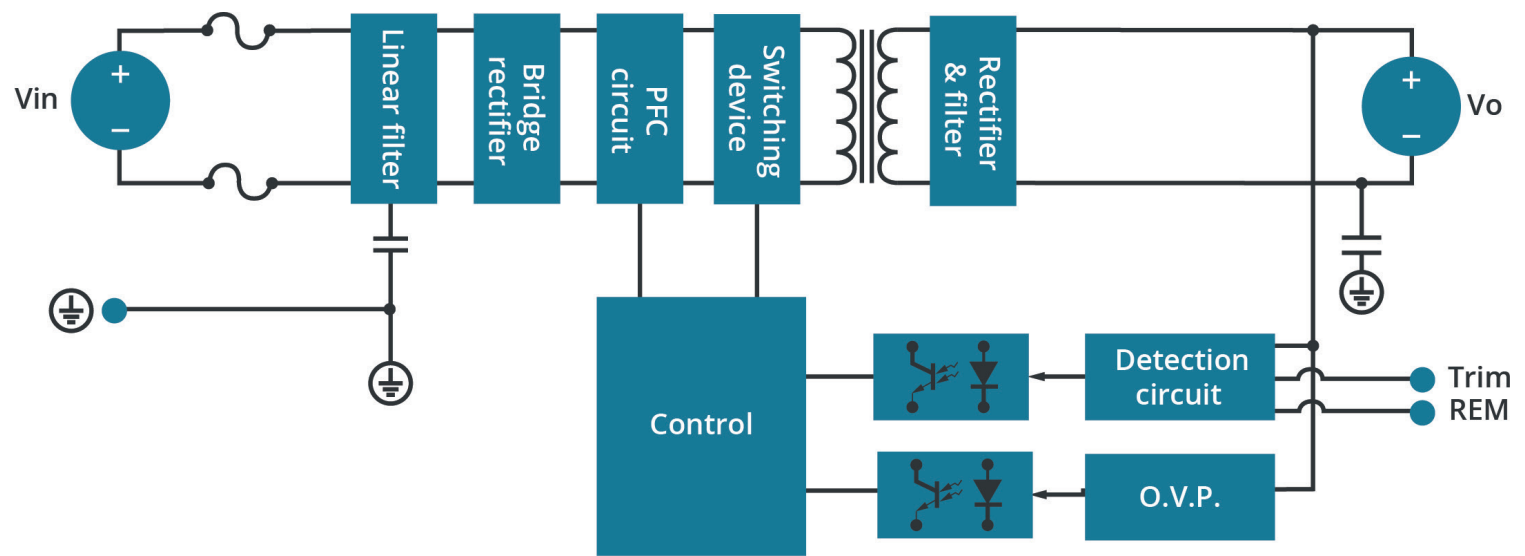 Vin
Linear filter
Bridge
rectifier
PFC
circuit
Switching
device
Rectifier
& filter
Vo
Control
Detection
circuit
Trim
REM
O.V.P.